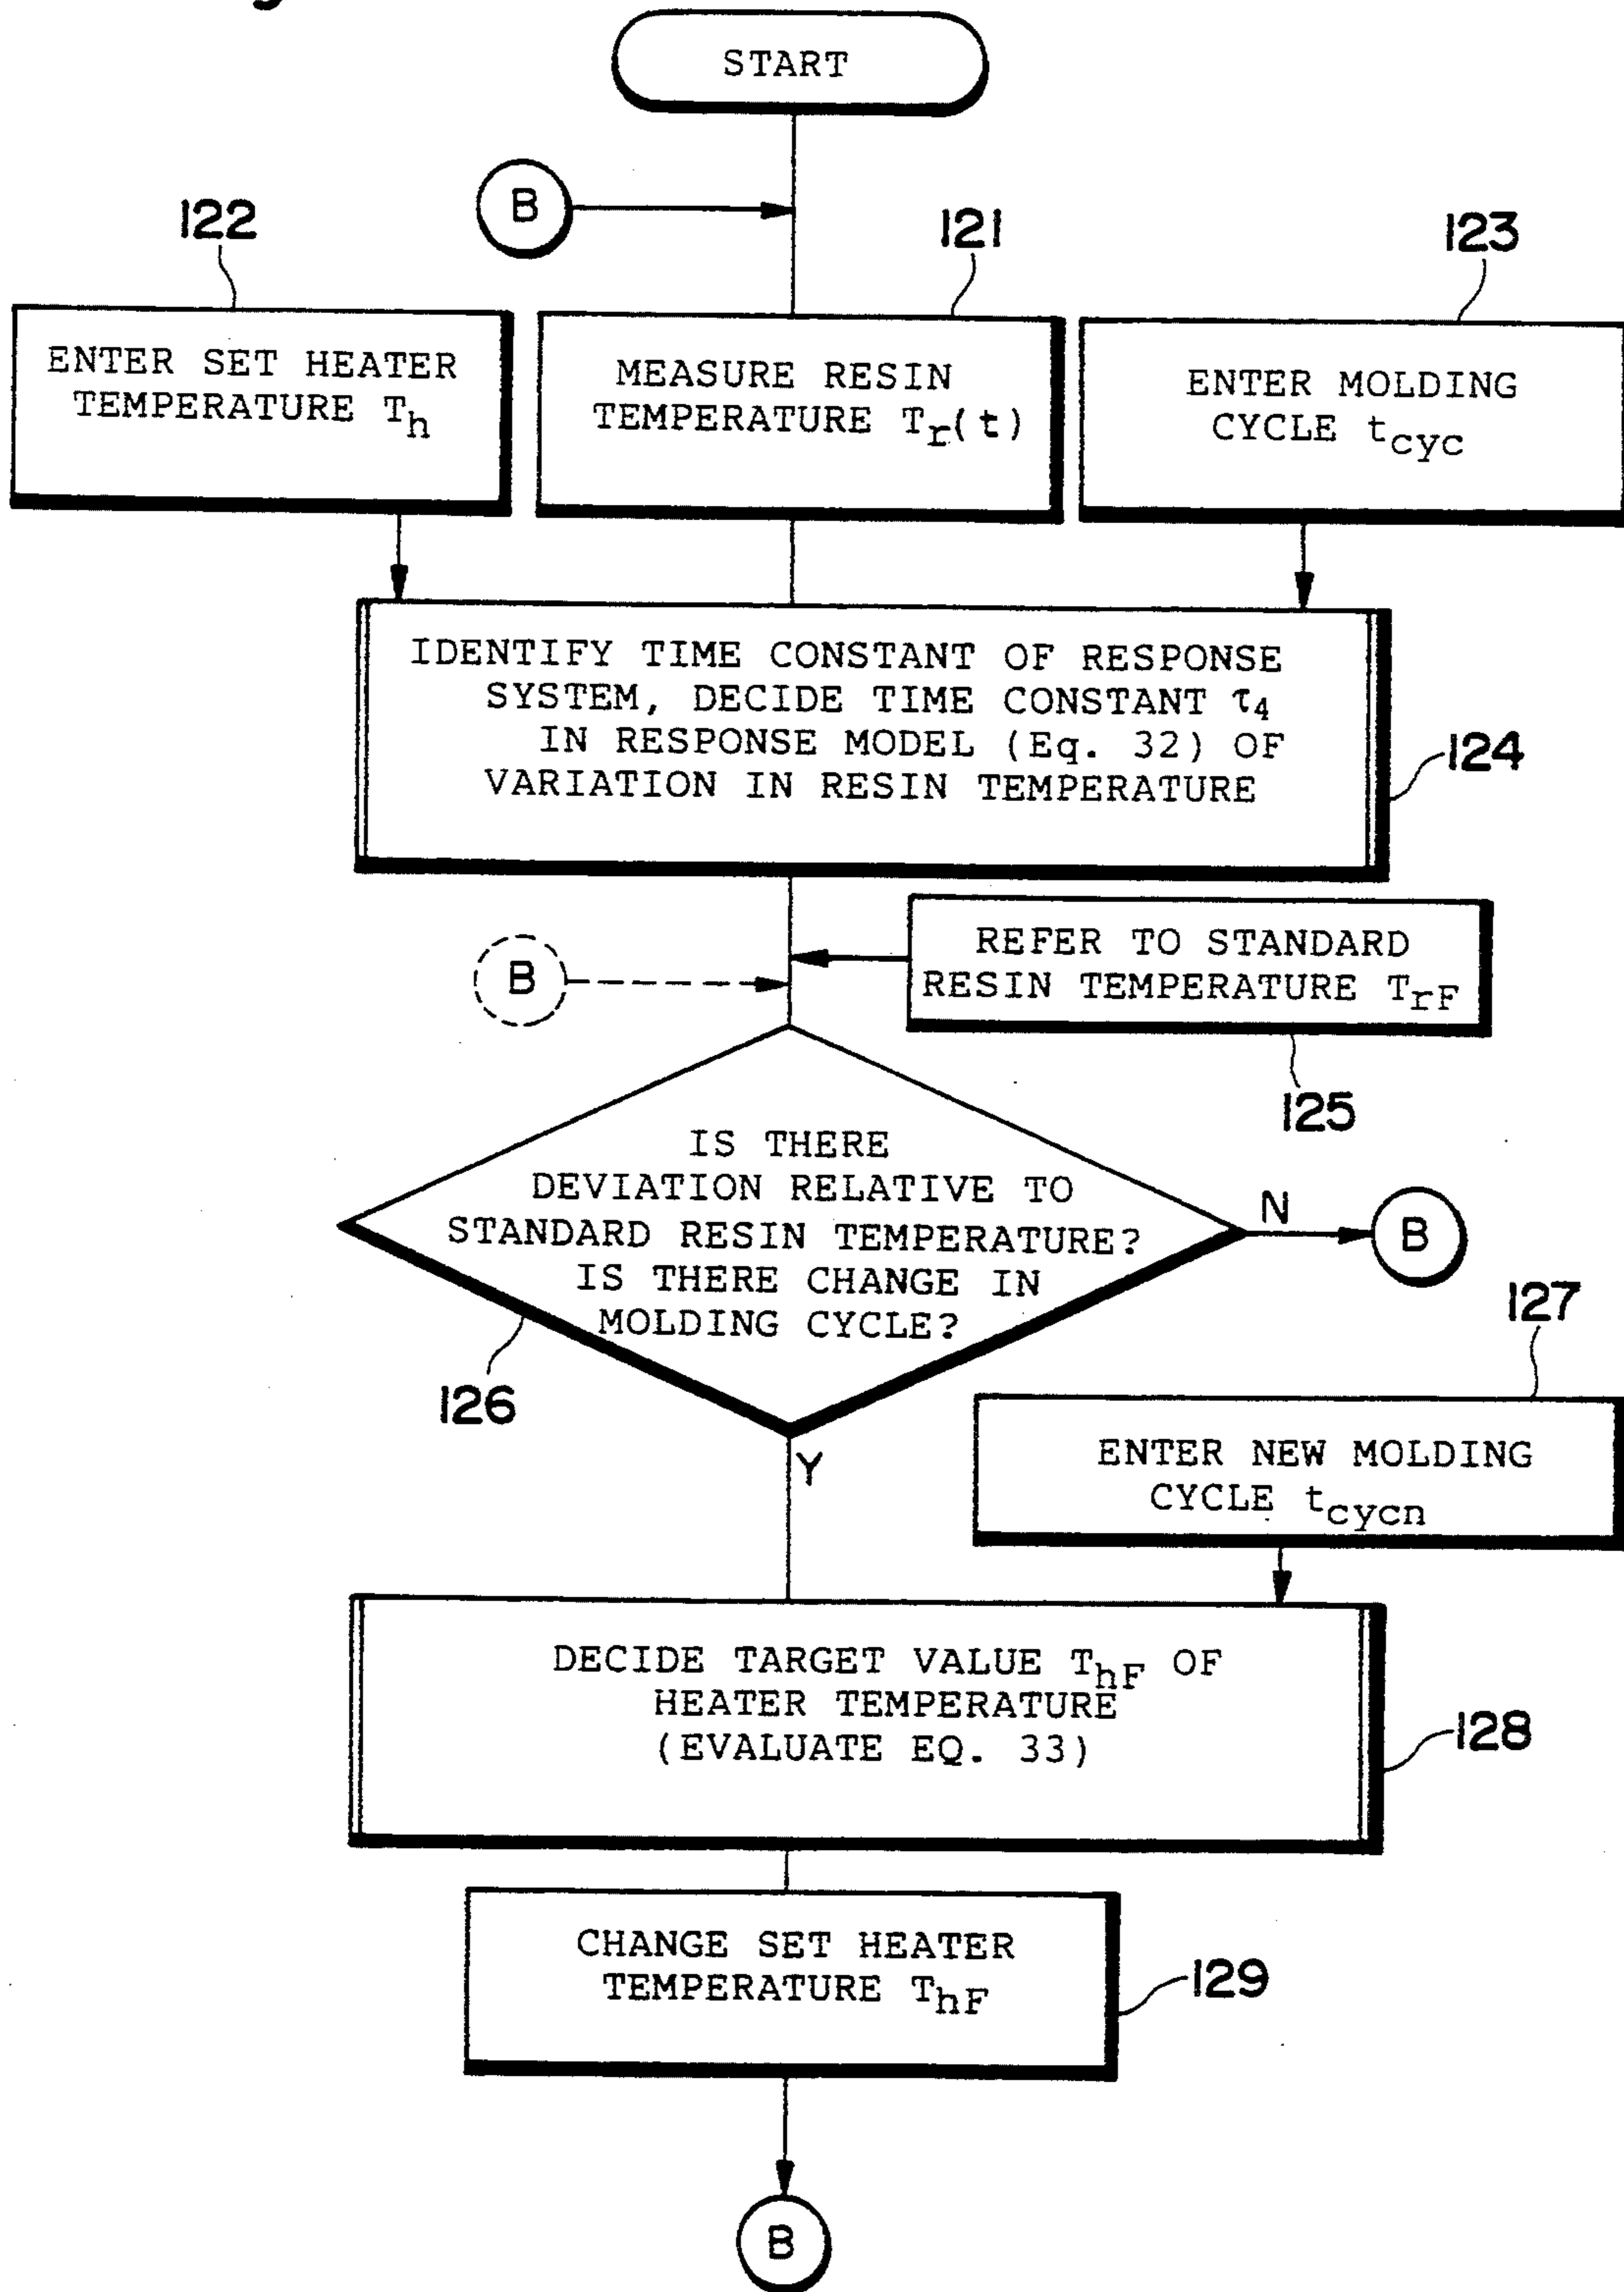 START
B
122
121
123
ENTER SET HEATER
TEMPERATURE Th
MEASURE RESIN
TEMPERATURE Tr(t)
ENTER MOLDING
CYCLE tcyc
IDENTIFY TIME CONSTANT OF RESPONSE
SYSTEM, DECIDE TIME CONSTANT τ4
IN RESPONSE MODEL (Eq. 32) OF
VARIATION IN RESIN TEMPERATURE
124
REFER TO STANDARD
RESIN TEMPERATURE TrF
B
125
IS THERE
DEVIATION RELATIVE TO
STANDARD RESIN TEMPERATURE?
IS THERE CHANGE IN
MOLDING CYCLE?
N
B
126
127
Y
ENTER NEW MOLDING
CYCLE tcycn
DECIDE TARGET VALUE ThF OF
HEATER TEMPERATURE
(EVALUATE EQ. 33)
128
CHANGE SET HEATER
TEMPERATURE ThF
129
B